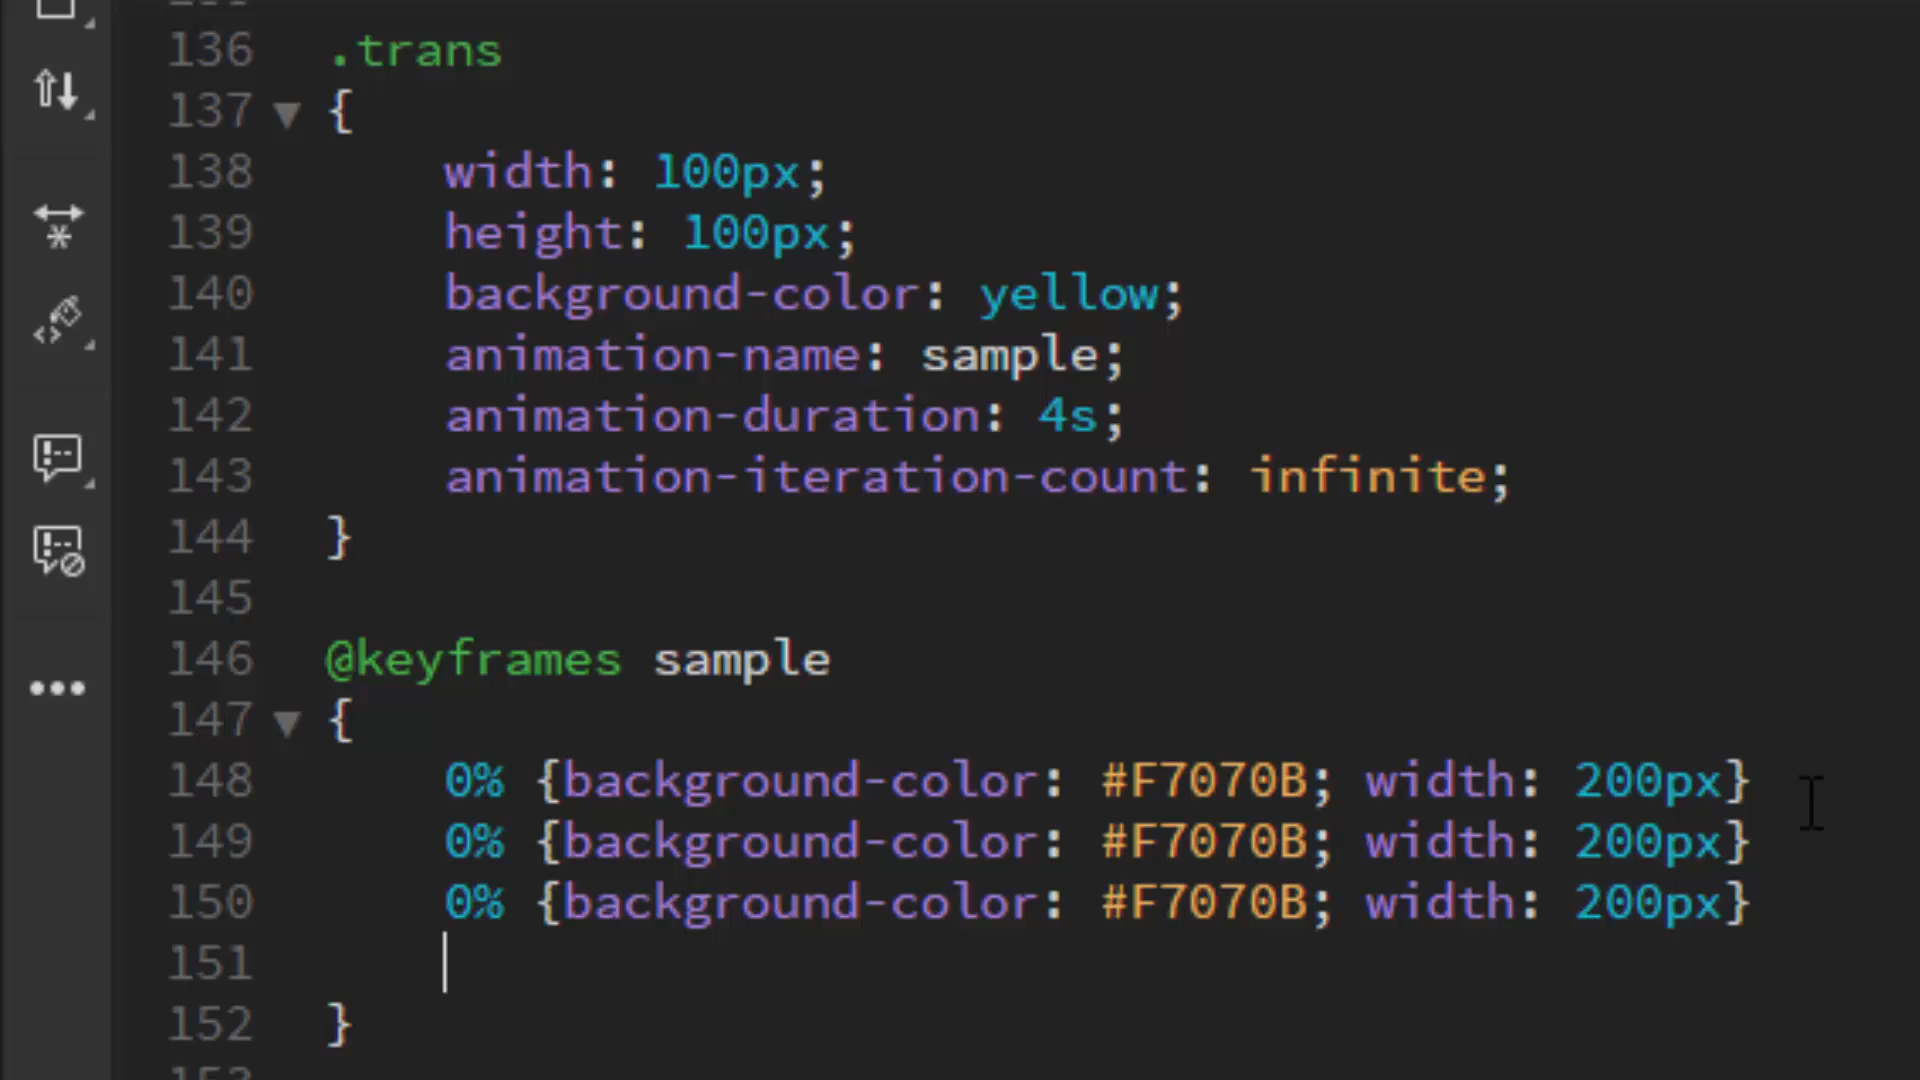 136 .trans
137 {
138 width: 100px;
139 height: 100px;
140 background-color: yellow;
141 animation-name: sample;
142 animation-duration: 4s;
143 animation-iteration-count: infinite;
144 }
145
146 @keyframes sample
147 {
148 0% {background-color: #F7070B; width: 200px}
149 0% {background-color: #F7070B; width: 200px}
150 0% {background-color: #F7070B; width: 200px}
151
152 }